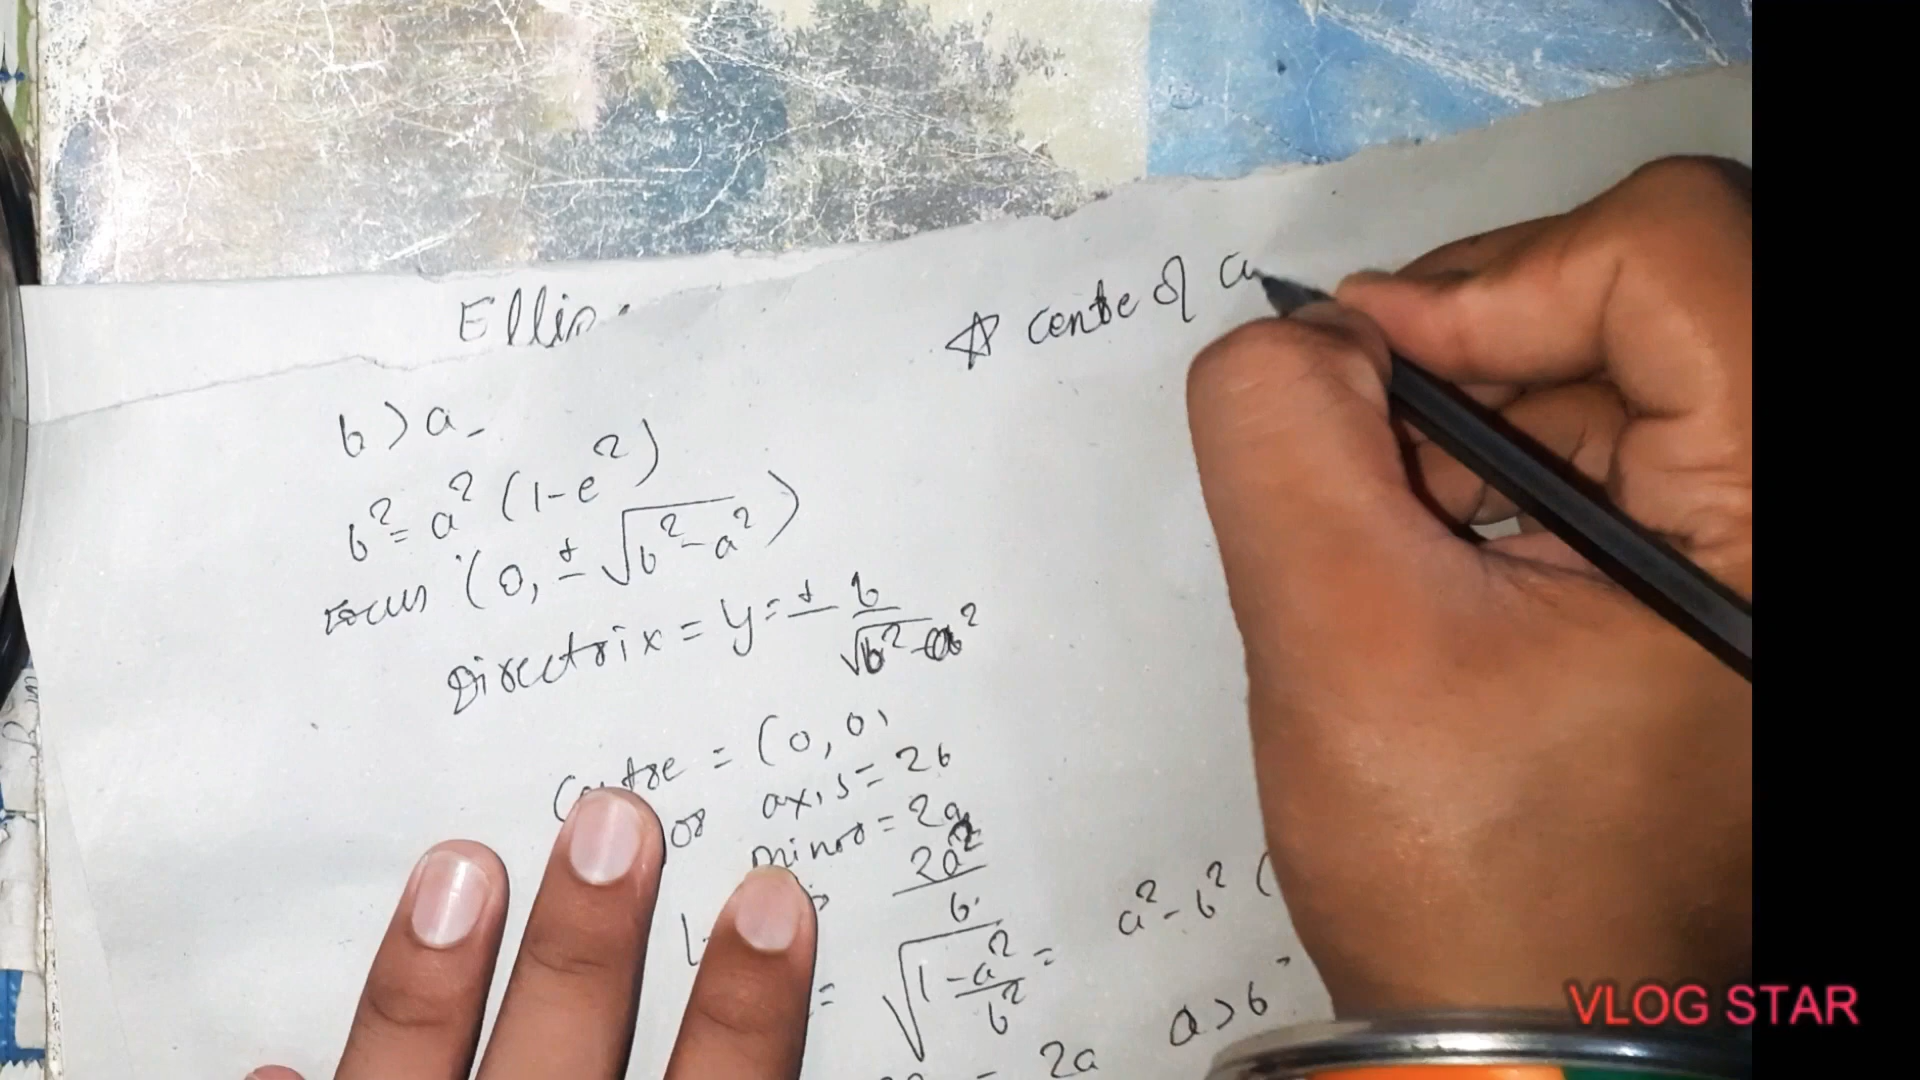 Ellip
☆ centre of a
b > a
b² = a² (1-e²)
Focus (0, ± √b²-a²)
Directrix = y = ± b / √b²-a²
Centre = (0, 0)
or axis = 2b
minor = 2a
2a² / b
= √1-a²/b² = a²-b² (
a > b
= 2a
VLOG STAR